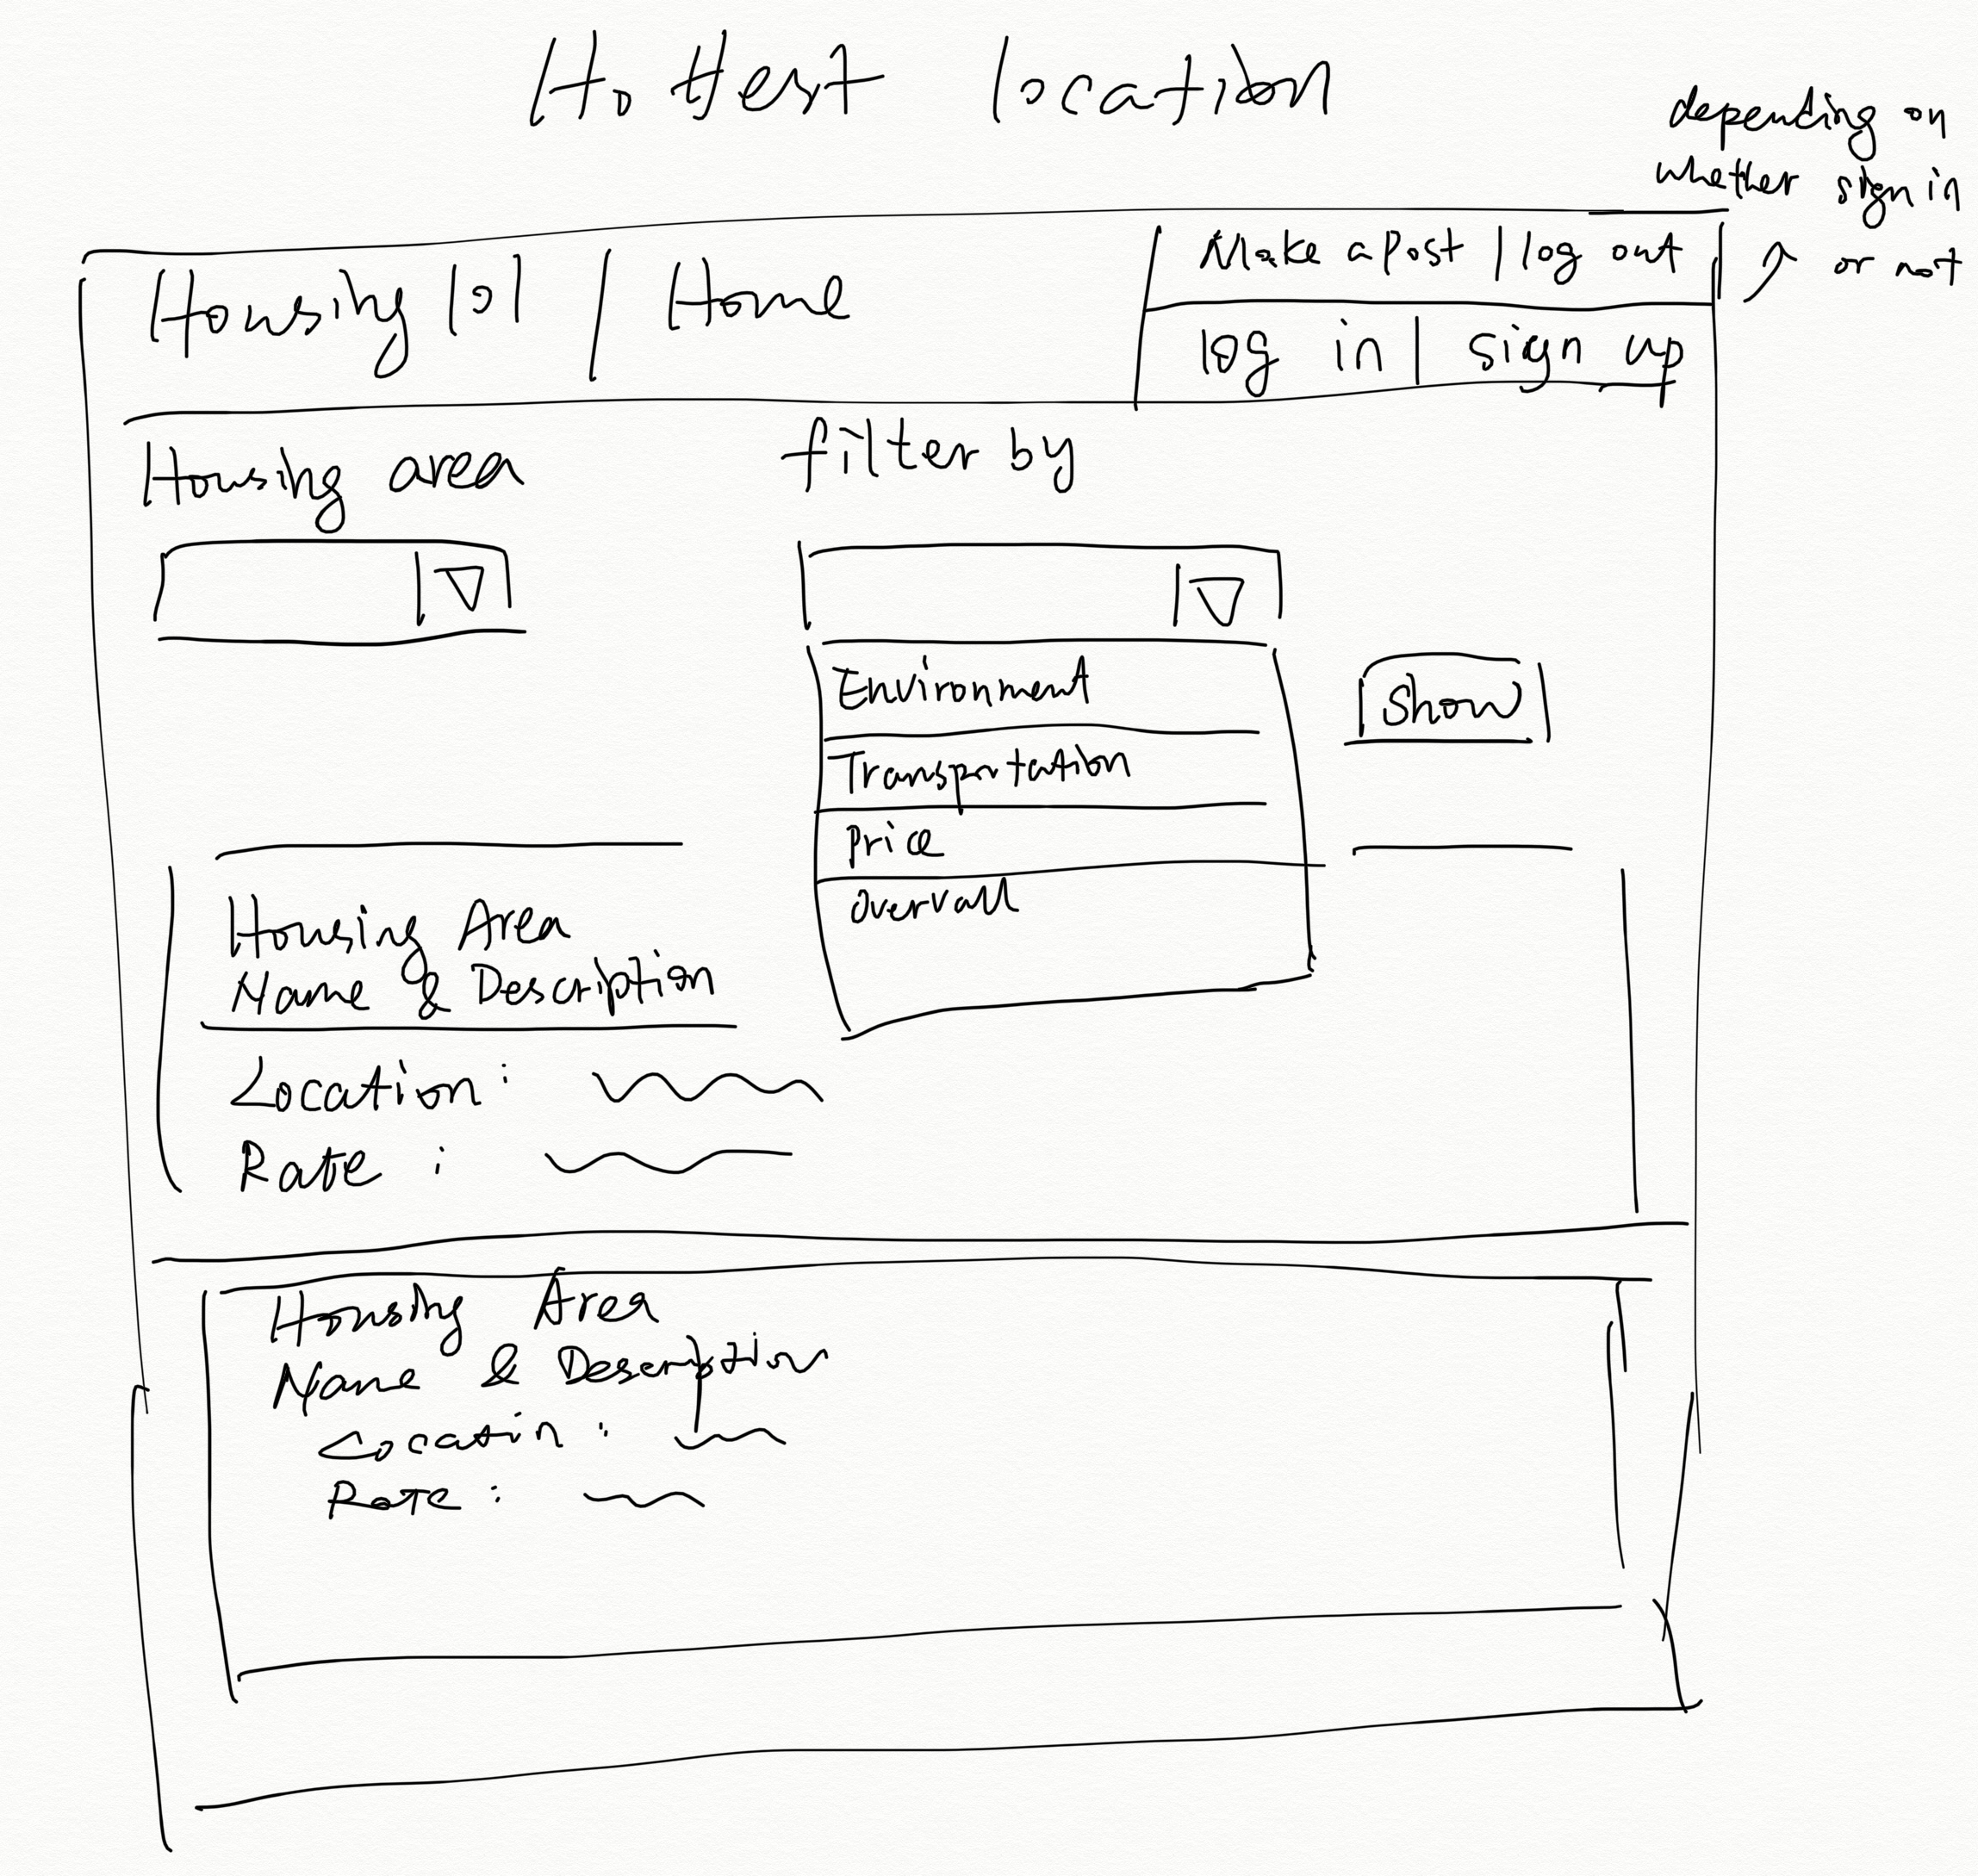 Hottest location
depending on
whether sign in
or not
Housing 101 | Home
Make a post | log out
log in | sign up
Housing area
filter by
Environment
Transportation
Price
Overvall
Show
Housing Area
Name & Description
Location:
Rate:
Housing Area
Name & Description
Location:
Rate: